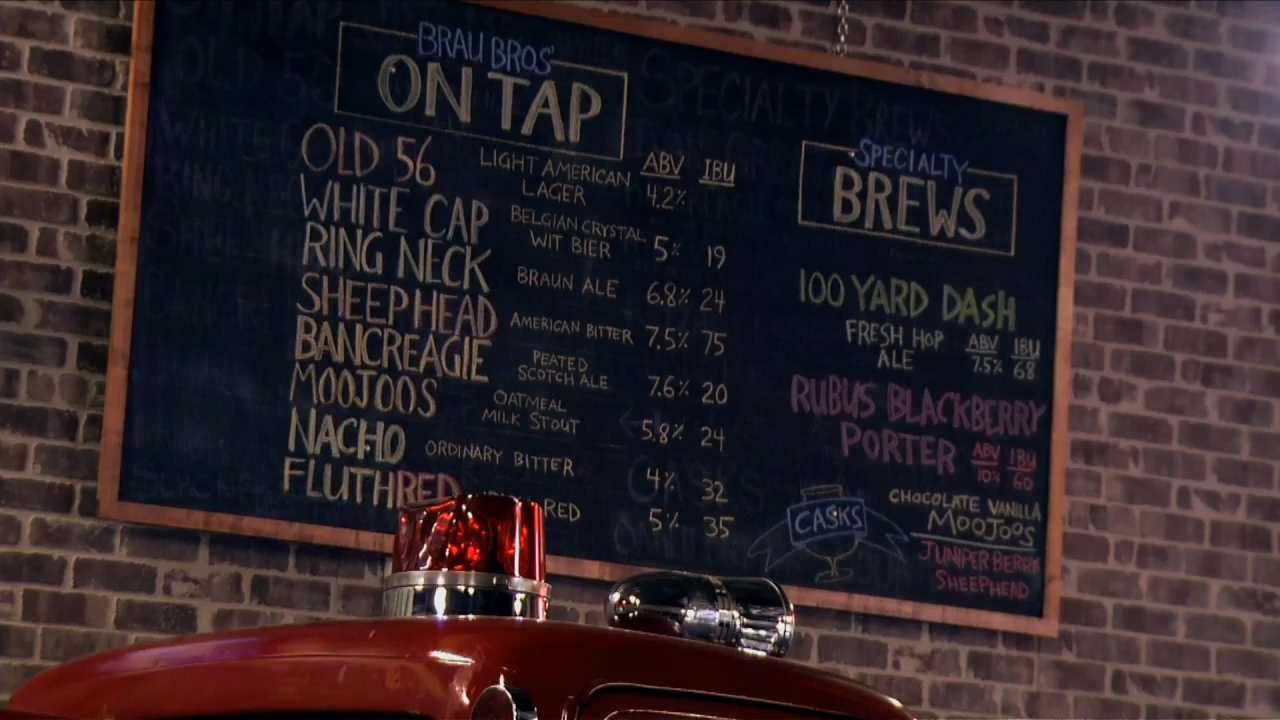 BRAU BROS'
ON TAP
ABV IBU
OLD 56 LIGHT AMERICAN LAGER 4.2%
WHITE CAP BELGIAN CRYSTAL WIT BIER 5% 19
RING NECK BRAUN ALE 6.8% 24
SHEEPHEAD AMERICAN BITTER 7.5% 75
BANCREAGIE PEATED SCOTCH ALE 7.6% 20
MOOJOOS OATMEAL MILK STOUT 5.8% 24
NACHO ORDINARY BITTER 4% 32
FLUTHRED RED 5% 35
SPECIALTY
BREWS
100 YARD DASH
FRESH HOP ALE
ABV IBU
7.5% 68
RUBUS BLACKBERRY
PORTER
ABV IBU
10% 60
CASKS
CHOCOLATE VANILLA
MOOJOOS
JUNIPER BERRY
SHEEPHEAD